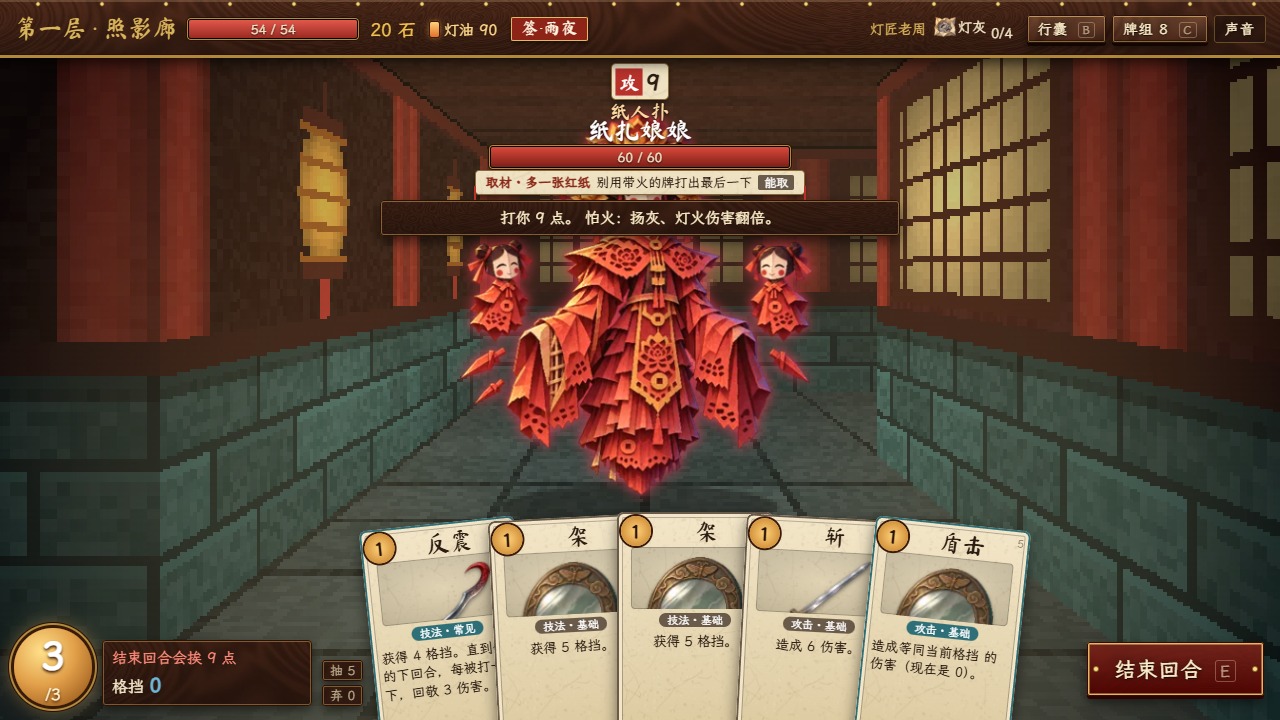 第一层·照影廊
54 / 54
20 石
灯油 90
签·雨夜
灯匠老周
灯灰 0/4
行囊 B
牌组 8 C
声音
攻 9
纸人扑
纸扎娘娘
60 / 60
取材·多一张红纸 别用带火的牌打出最后一下 能取
打你 9 点。 怕火：扬灰、灯火伤害翻倍。
1
反震
技法·常见
获得 4 格挡。直到
的下回合，每被打
下，回敬 3 伤害。
1
架
技法·基础
获得 5 格挡。
1
架
技法·基础
获得 5 格挡。
1
斩
攻击·基础
造成 6 伤害。
1
盾击
5
攻击·基础
造成等同当前格挡 的
伤害（现在是 0）。
3
/3
结束回合会挨 9 点
格挡 0
抽 5
弃 0
结束回合 E